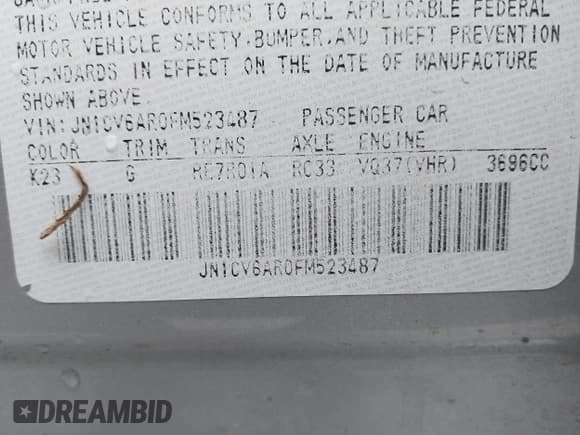 THIS VEHICLE CONFORMS TO ALL APPLICABLE FEDERAL
MOTOR VEHICLE SAFETY, BUMPER, AND THEFT PREVENTION
STANDARDS IN EFFECT ON THE DATE OF MANUFACTURE
SHOWN ABOVE.
VIN:JN1CV6AR0FM523487 PASSENGER CAR
COLOR TRIM TRANS AXLE ENGINE
K23 G RE7R01A RC33 VQ37(VHR) 3696CC
JN1CV6AR0FM523487
DREAMBID